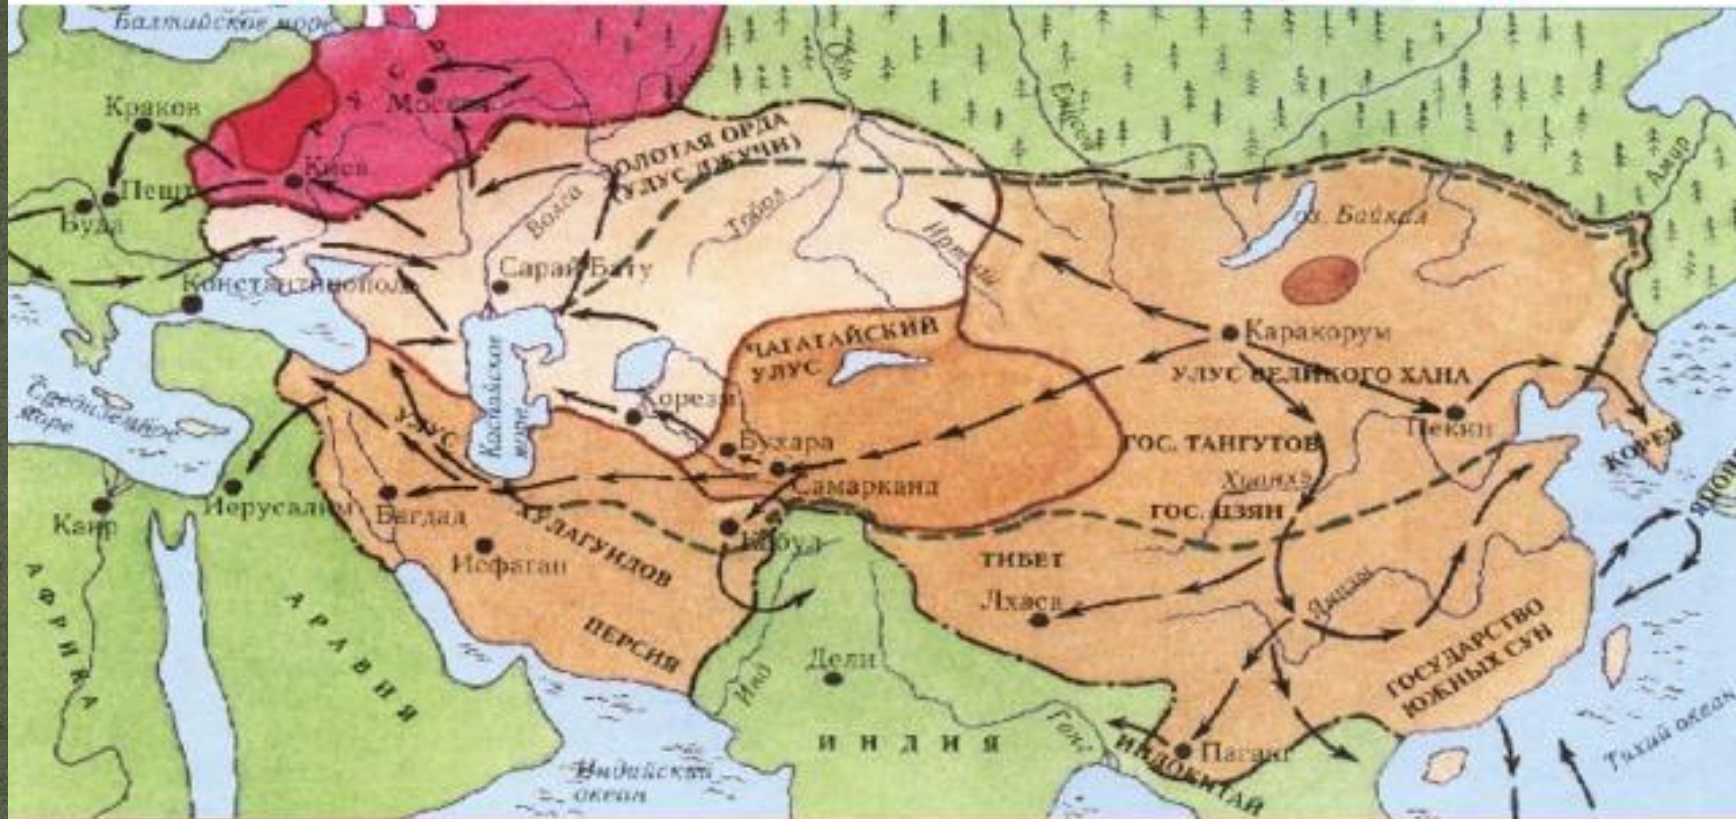 Балтийское море
Обь
Енисей
Краков
Москва
Р
С
Ь
Амур
ЗОЛОТАЯ ОРДА
(УЛУС ДЖУЧИ)
Пешт
Киев
Буда
Волга
Тобол
Иртыш
оз. Байкал
Сарай-Бату
Константинополь
Каракорум
ЧАГАТАЙСКИЙ
УЛУС
УЛУС ВЕЛИКОГО ХАНА
Средиземное
море
Каспийское
море
Хорезм
УЛУС
Бухара
Пекин
ГОС. ТАНГУТОВ
КОРЕЯ
Самарканд
Хуанхэ
Каир
Иерусалим
Багдад
ХУЛАГУИДОВ
ГОС. ЦЗЯН
Кабул
Исфаган
ТИБЕТ
АФРИКА
АРАВИЯ
Лхаса
Янцзы
ПЕРСИЯ
ГОСУДАРСТВО
ЮЖНЫХ СУН
Дели
Инд
Ганг
ИНДИЯ
Паганг
ИНДОКИТАЙ
Индийский
океан
Тихий океан